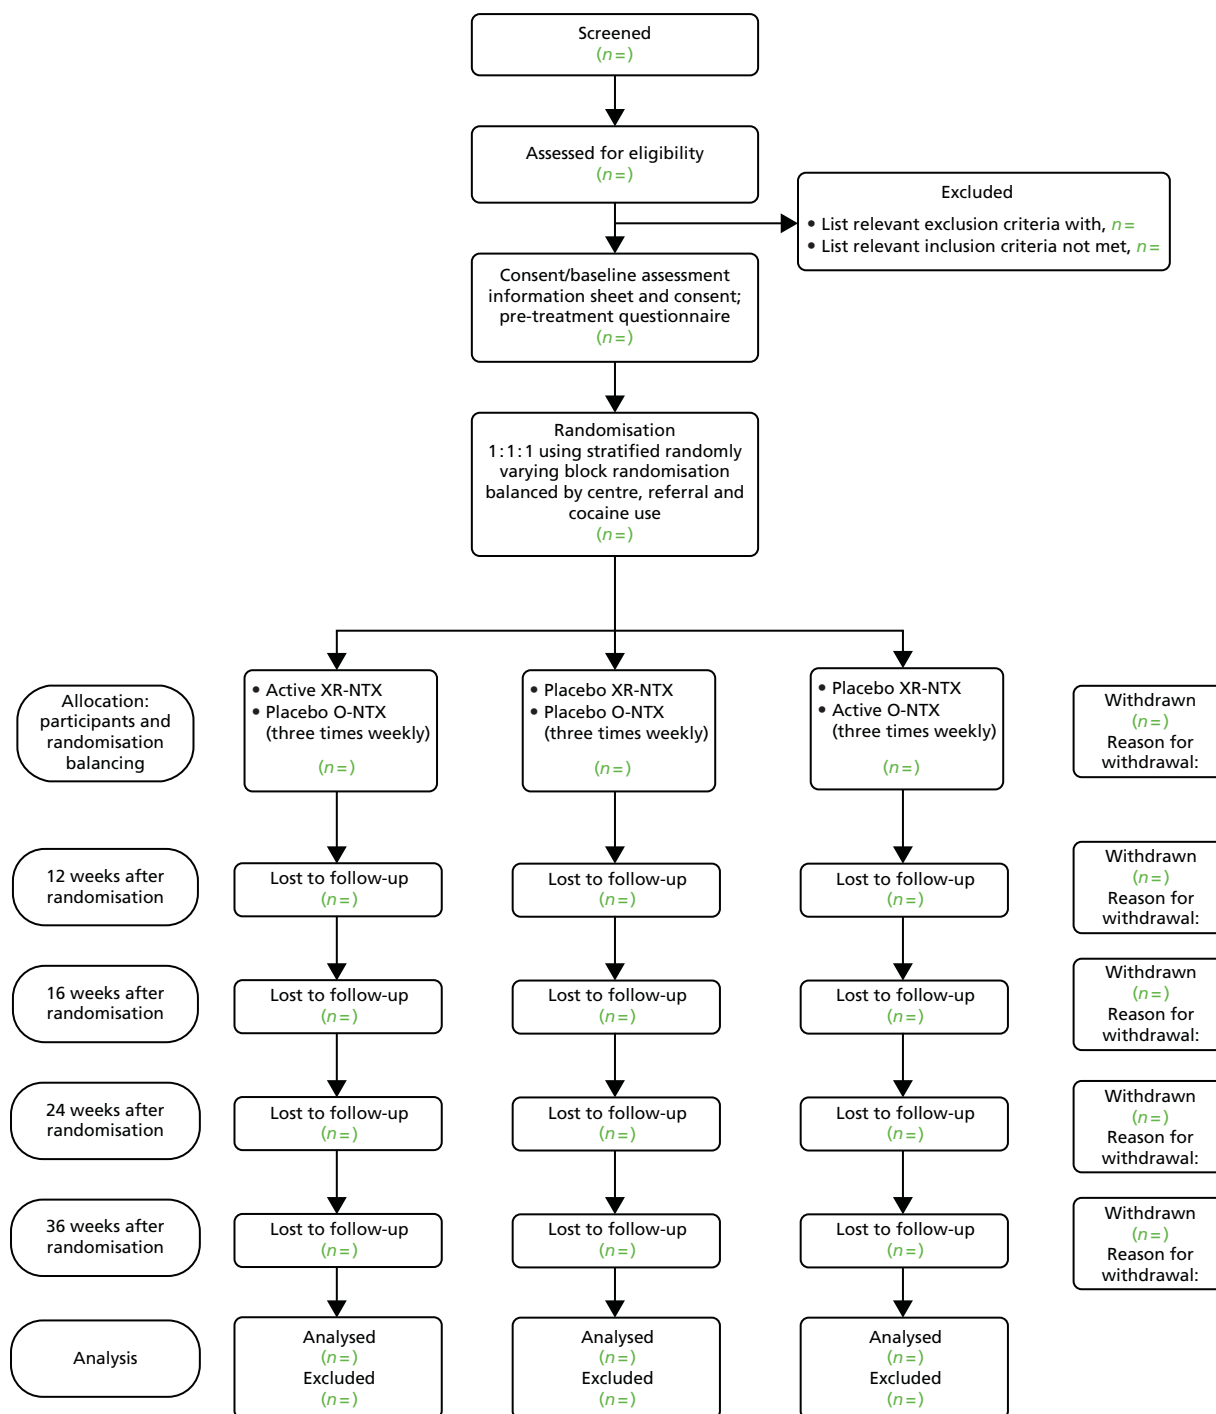 Screened
(n=)
Assessed for eligibility
(n=)
Excluded
• List relevant exclusion criteria with, n=
• List relevant inclusion criteria not met, n=
Consent/baseline assessment
information sheet and consent;
pre-treatment questionnaire
(n=)
Randomisation
1:1:1 using stratified randomly
varying block randomisation
balanced by centre, referral and
cocaine use
(n=)
Allocation:
participants and
randomisation
balancing
• Active XR-NTX
• Placebo O-NTX
(three times weekly)
(n=)
• Placebo XR-NTX
• Placebo O-NTX
(three times weekly)
(n=)
• Placebo XR-NTX
• Active O-NTX
(three times weekly)
(n=)
Withdrawn
(n=)
Reason for
withdrawal:
12 weeks after
randomisation
Lost to follow-up
(n=)
Lost to follow-up
(n=)
Lost to follow-up
(n=)
Withdrawn
(n=)
Reason for
withdrawal:
16 weeks after
randomisation
Lost to follow-up
(n=)
Lost to follow-up
(n=)
Lost to follow-up
(n=)
Withdrawn
(n=)
Reason for
withdrawal:
24 weeks after
randomisation
Lost to follow-up
(n=)
Lost to follow-up
(n=)
Lost to follow-up
(n=)
Withdrawn
(n=)
Reason for
withdrawal:
36 weeks after
randomisation
Lost to follow-up
(n=)
Lost to follow-up
(n=)
Lost to follow-up
(n=)
Withdrawn
(n=)
Reason for
withdrawal:
Analysis
Analysed
(n=)
Excluded
(n=)
Analysed
(n=)
Excluded
(n=)
Analysed
(n=)
Excluded
(n=)